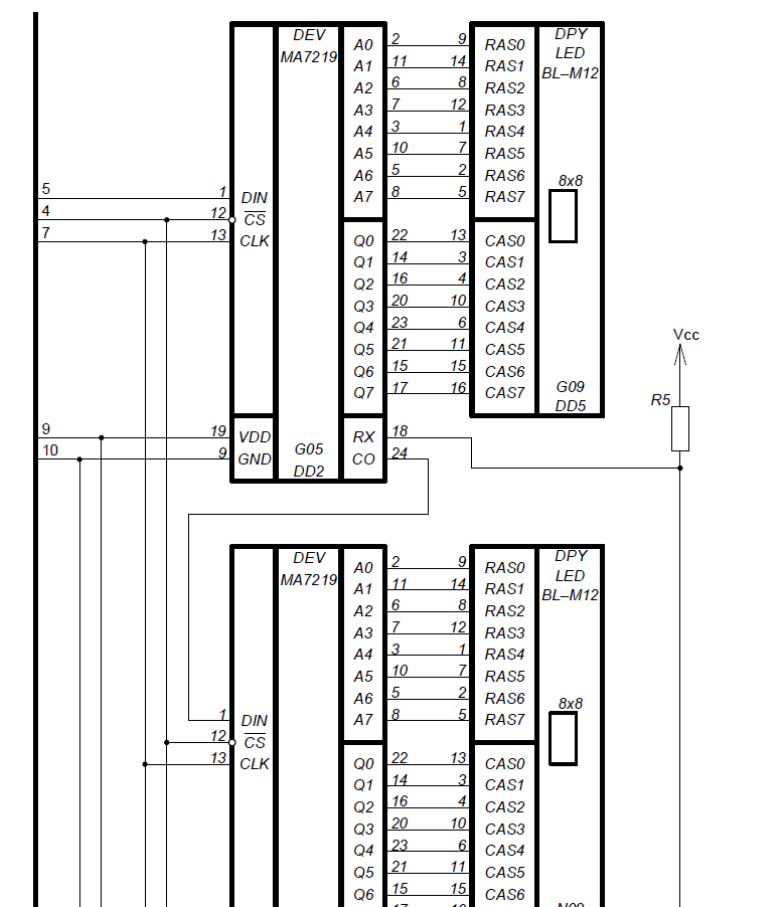 DEV DPY
MA7219 LED
BL–M12
A0 2 9 RAS0
A1 11 14 RAS1
A2 6 8 RAS2
A3 7 12 RAS3
A4 3 1 RAS4
A5 10 7 RAS5
A6 5 2 RAS6
8x8
5 1 DIN A7 8 5 RAS7
4 12 CS
7 13 CLK Q0 22 13 CAS0
Q1 14 3 CAS1
Q2 16 4 CAS2
Q3 20 10 CAS3
Q4 23 6 CAS4
Vcc
Q5 21 11 CAS5
Q6 15 15 CAS6
Q7 17 16 CAS7 G09
DD5 R5
9 19 VDD RX 18
10 9 GND G05 CO 24
DD2
DEV DPY
MA7219 LED
BL–M12
A0 2 9 RAS0
A1 11 14 RAS1
A2 6 8 RAS2
A3 7 12 RAS3
A4 3 1 RAS4
A5 10 7 RAS5
A6 5 2 RAS6
8x8
1 DIN A7 8 5 RAS7
12 CS
13 CLK Q0 22 13 CAS0
Q1 14 3 CAS1
Q2 16 4 CAS2
Q3 20 10 CAS3
Q4 23 6 CAS4
Q5 21 11 CAS5
Q6 15 15 CAS6